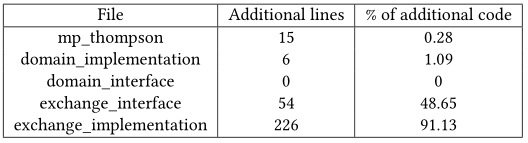 File Additional lines % of additional code
mp_thompson 15 0.28
domain_implementation 6 1.09
domain_interface 0 0
exchange_interface 54 48.65
exchange_implementation 226 91.13